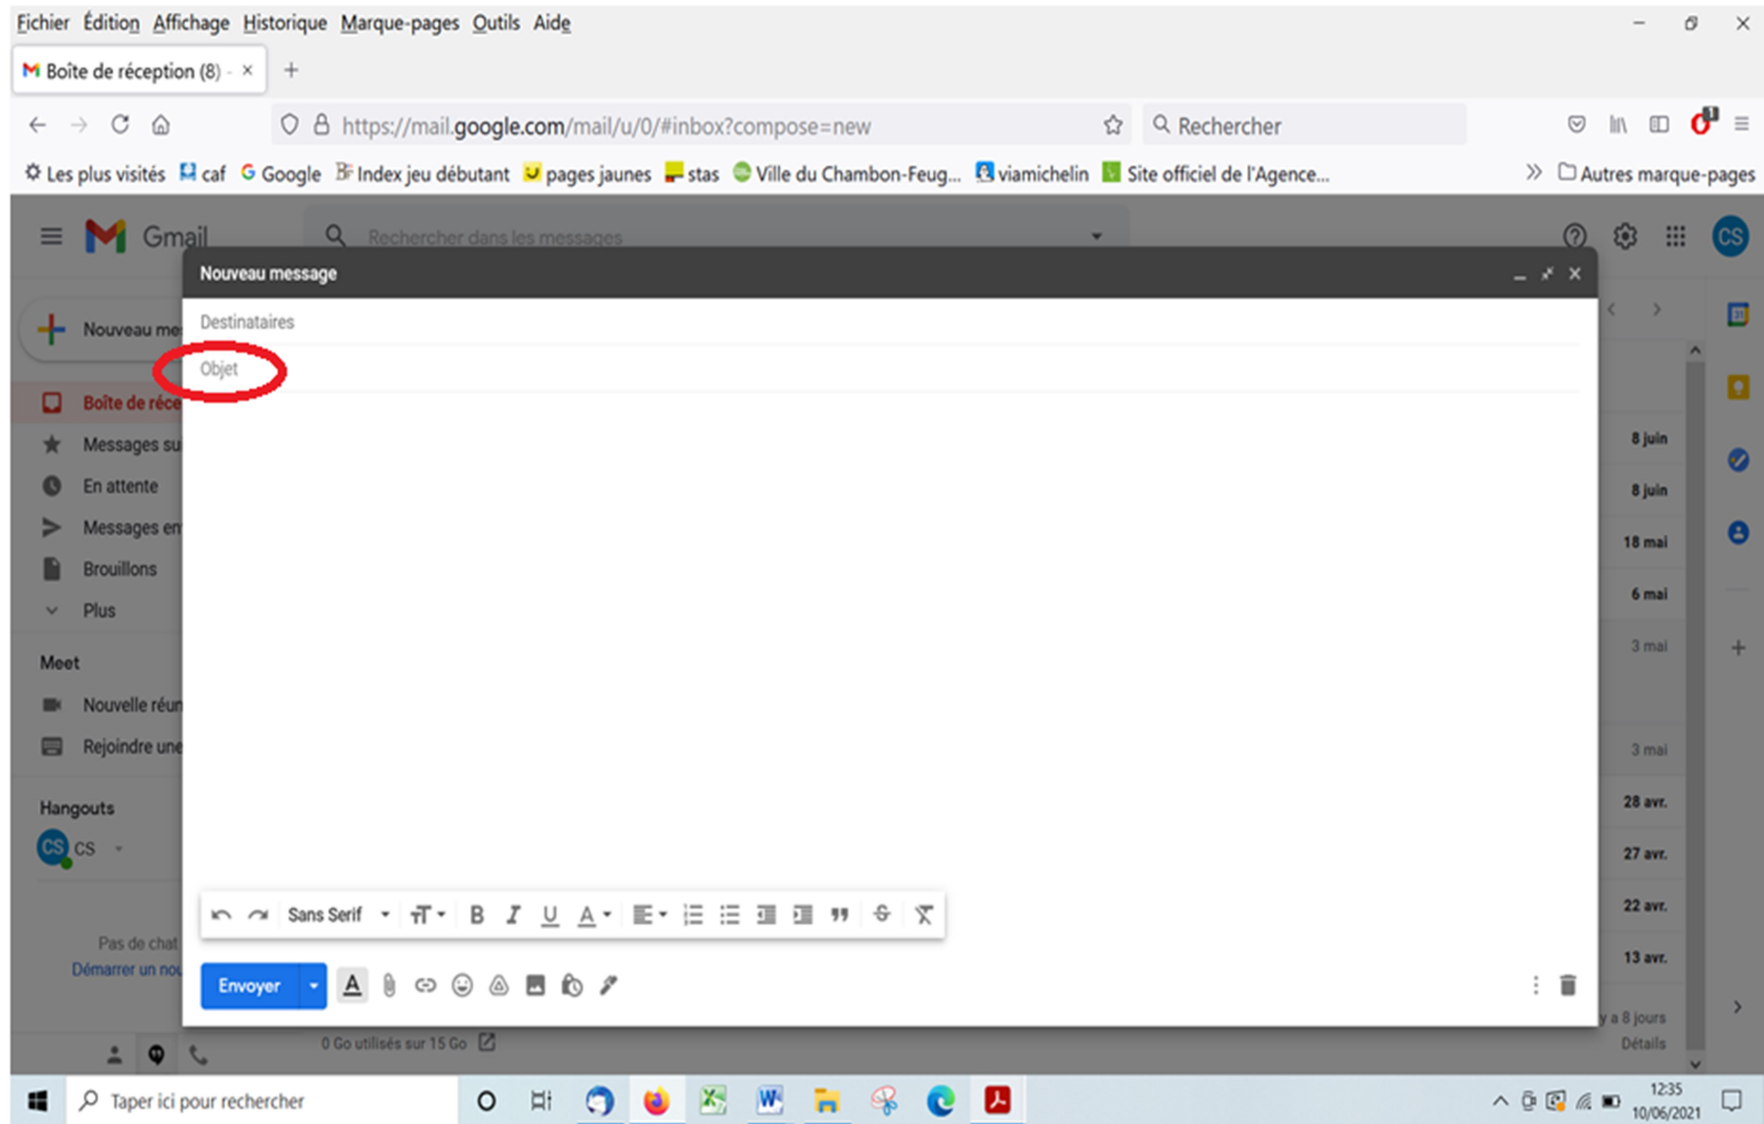 Fichier Édition Affichage Historique Marque-pages Outils Aide
Boîte de réception (8) -
https://mail.google.com/mail/u/0/#inbox?compose=new
Rechercher
1
Les plus visités caf Google Index jeu débutant pages jaunes stas Ville du Chambon-Feug... viamichelin Site officiel de l'Agence... Autres marque-pages
Gmail
Rechercher dans les messages
CS
Nouveau message
Destinataires
Objet
Nouveau me
Boîte de réce
Messages su
En attente
Messages en
Brouillons
Plus
Meet
Nouvelle réun
Rejoindre une
Hangouts
CS CS
Pas de chat
Démarrer un nou
31
8 juin
8 juin
18 mai
6 mai
3 mai
3 mai
28 avr.
27 avr.
22 avr.
13 avr.
Sans Serif
Envoyer
y a 8 jours
0 Go utilisés sur 15 Go
Détails
Taper ici pour rechercher
12:35
10/06/2021